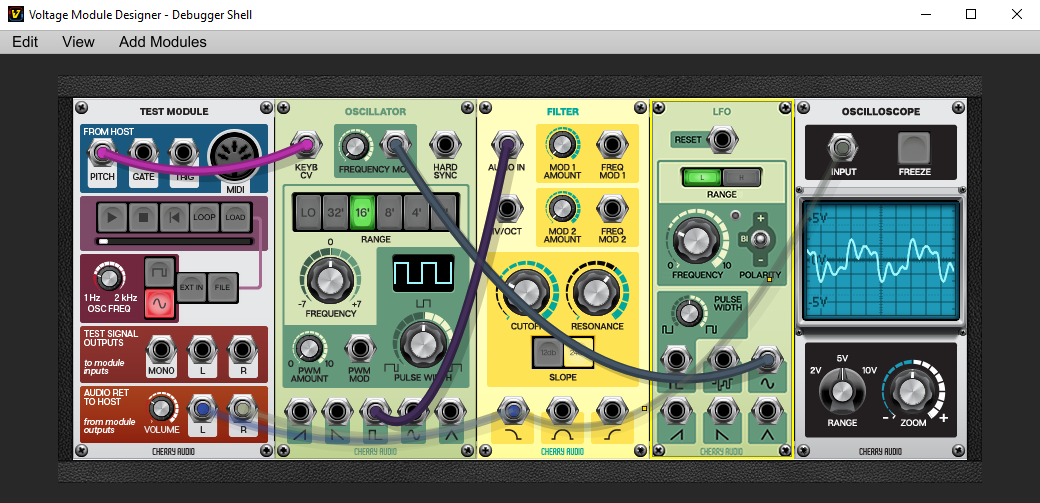 Voltage Module Designer - Debugger Shell
Edit View Add Modules
TEST MODULE
FROM HOST
PITCH GATE TRIG MIDI
LOOP LOAD
EXT IN FILE
1 Hz 2 kHz
OSC FREQ
TEST SIGNAL
OUTPUTS
to module
inputs
MONO L R
AUDIO RET
TO HOST
from module
outputs
VOLUME L R
CHERRY AUDIO
OSCILLATOR
KEYB
CV
FREQUENCY MOD
HARD
SYNC
LO 32' 16' 8' 4'
RANGE
0
-7 +7
FREQUENCY
0 10
PWM
AMOUNT
PWM
MOD
PULSE WIDTH
CHERRY AUDIO
FILTER
AUDIO IN
MOD 1
AMOUNT
FREQ
MOD 1
1V/OCT
MOD 2
AMOUNT
FREQ
MOD 2
CUTOFF RESONANCE
12db 24db
SLOPE
CHERRY AUDIO
LFO
RESET
L H
RANGE
0 10
FREQUENCY
+
BI
-
POLARITY
PULSE
WIDTH
CHERRY AUDIO
OSCILLOSCOPE
INPUT FREEZE
+5V
-5V
5V
2V 10V
RANGE
- +
ZOOM
CHERRY AUDIO